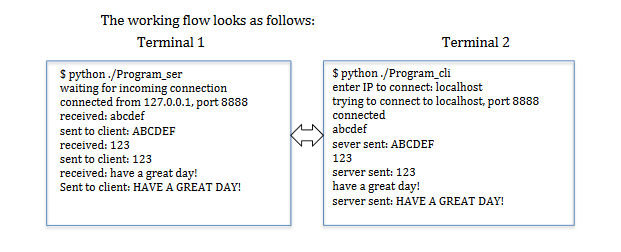 The working flow looks as follows:
Terminal 1
Terminal 2
$ python ./Program_ser
waiting for incoming connection
connected from 127.0.0.1, port 8888
received: abcdef
sent to client: ABCDEF
received: 123
sent to client: 123
received: have a great day!
Sent to client: HAVE A GREAT DAY!
$ python ./Program_cli
enter IP to connect: localhost
trying to connect to localhost, port 8888
connected
abcdef
sever sent: ABCDEF
123
server sent: 123
have a great day!
server sent: HAVE A GREAT DAY!